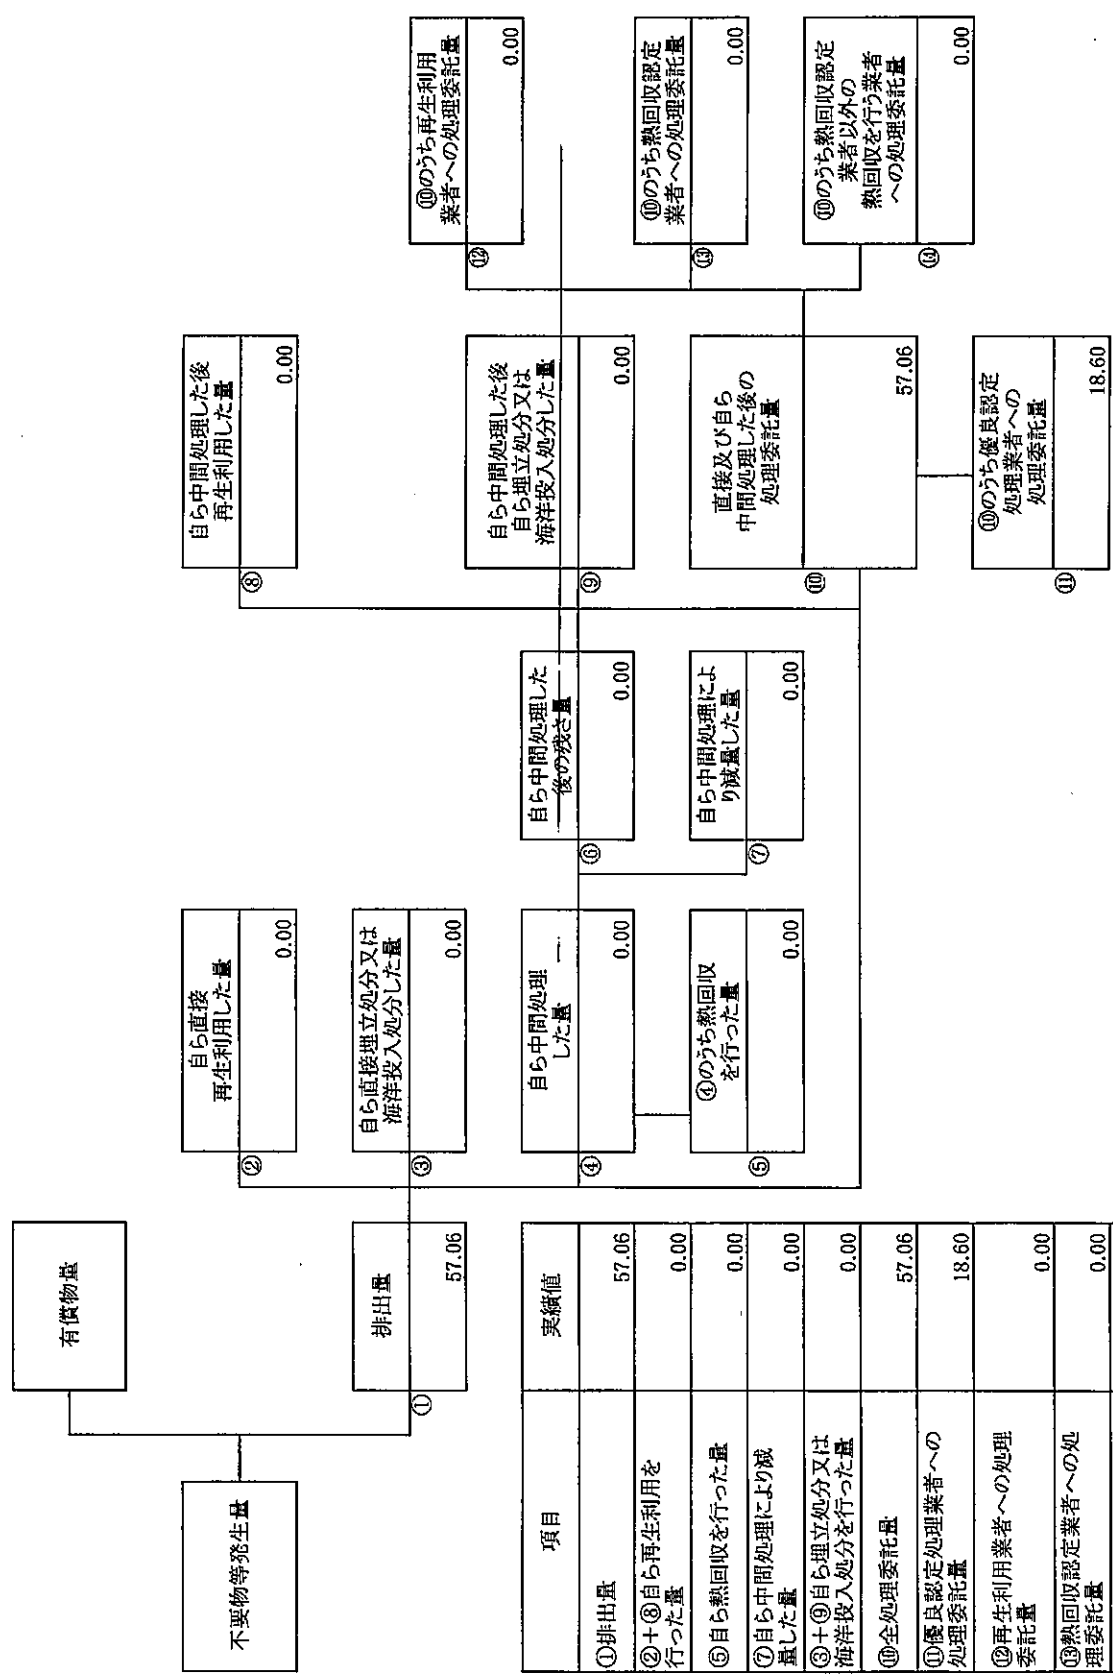 不要物等発生量
有償物量
①
排出量
57.06
②
自ら直接
再生利用した量
0.00
③
自ら直接埋立処分又は
海洋投入処分した量
0.00
④
自ら中間処理
した量
0.00
⑤
④のうち熱回収
を行った量
0.00
⑥
自ら中間処理した
後の残さ量
0.00
⑦
自ら中間処理によ
り減量した量
0.00
⑧
自ら中間処理した後
再生利用した量
0.00
⑨
自ら中間処理した後
自ら埋立処分又は
海洋投入処分した量
0.00
⑩
直接及び自ら
中間処理した後の
処理委託量
57.06
⑪
⑩のうち優良認定
処理業者への
処理委託量
18.60
⑫
⑩のうち再生利用
業者への処理委託量
0.00
⑬
⑩のうち熱回収認定
業者への処理委託量
0.00
⑭
⑩のうち熱回収認定
業者以外の
熱回収を行う業者
への処理委託量
0.00
項目 実績値
①排出量 57.06
②+⑧自ら再生利用を
行った量 0.00
⑤自ら熱回収を行った量 0.00
⑦自ら中間処理により減
量した量 0.00
③+⑨自ら埋立処分又は
海洋投入処分を行った量 0.00
⑩全処理委託量 57.06
⑪優良認定処理業者への
処理委託量 18.60
⑫再生利用業者への処理
委託量 0.00
⑬熱回収認定業者への処
理委託量 0.00